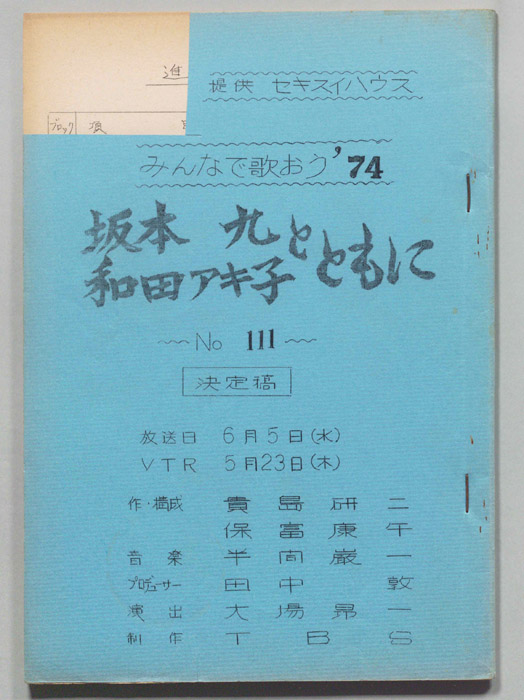 進
ブロック
提供 セキスイハウス
みんなで歌おう'74
坂本 九と
和田アキ子とともに
No 111
決定稿
放送日 6月5日(水)
VTR 5月23日(木)
作・構成 貴島研二
保富康午
音楽 半間巌一
プロデューサー 田中 敦
演出 大場昂一
制作 TBS